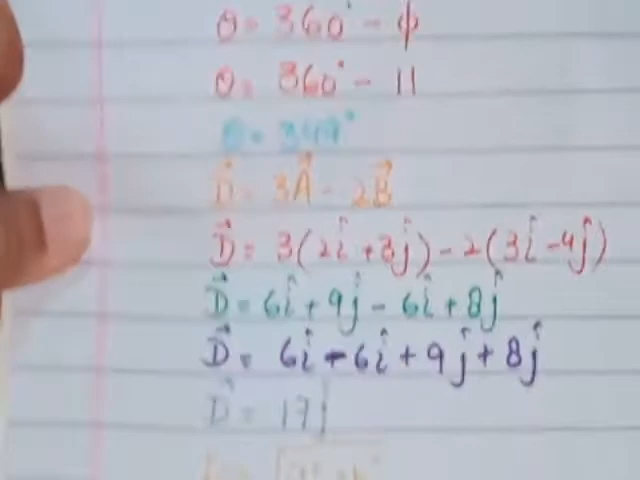 θ = 360° - ϕ
θ = 360° - 11
θ = 349°
D⃗ = 3A⃗ - 2B⃗
D⃗ = 3(2î + 3ĵ) - 2(3î - 4ĵ)
D⃗ = 6î + 9ĵ - 6î + 8ĵ
D⃗ = 6î - 6î + 9ĵ + 8ĵ
D⃗ = 17ĵ